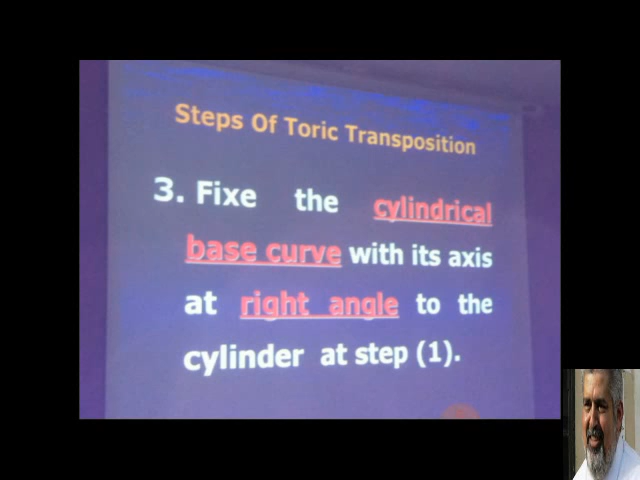 Steps Of Toric Transposition
3. Fixe the cylindrical
base curve with its axis
at right angle to the
cylinder at step (1).